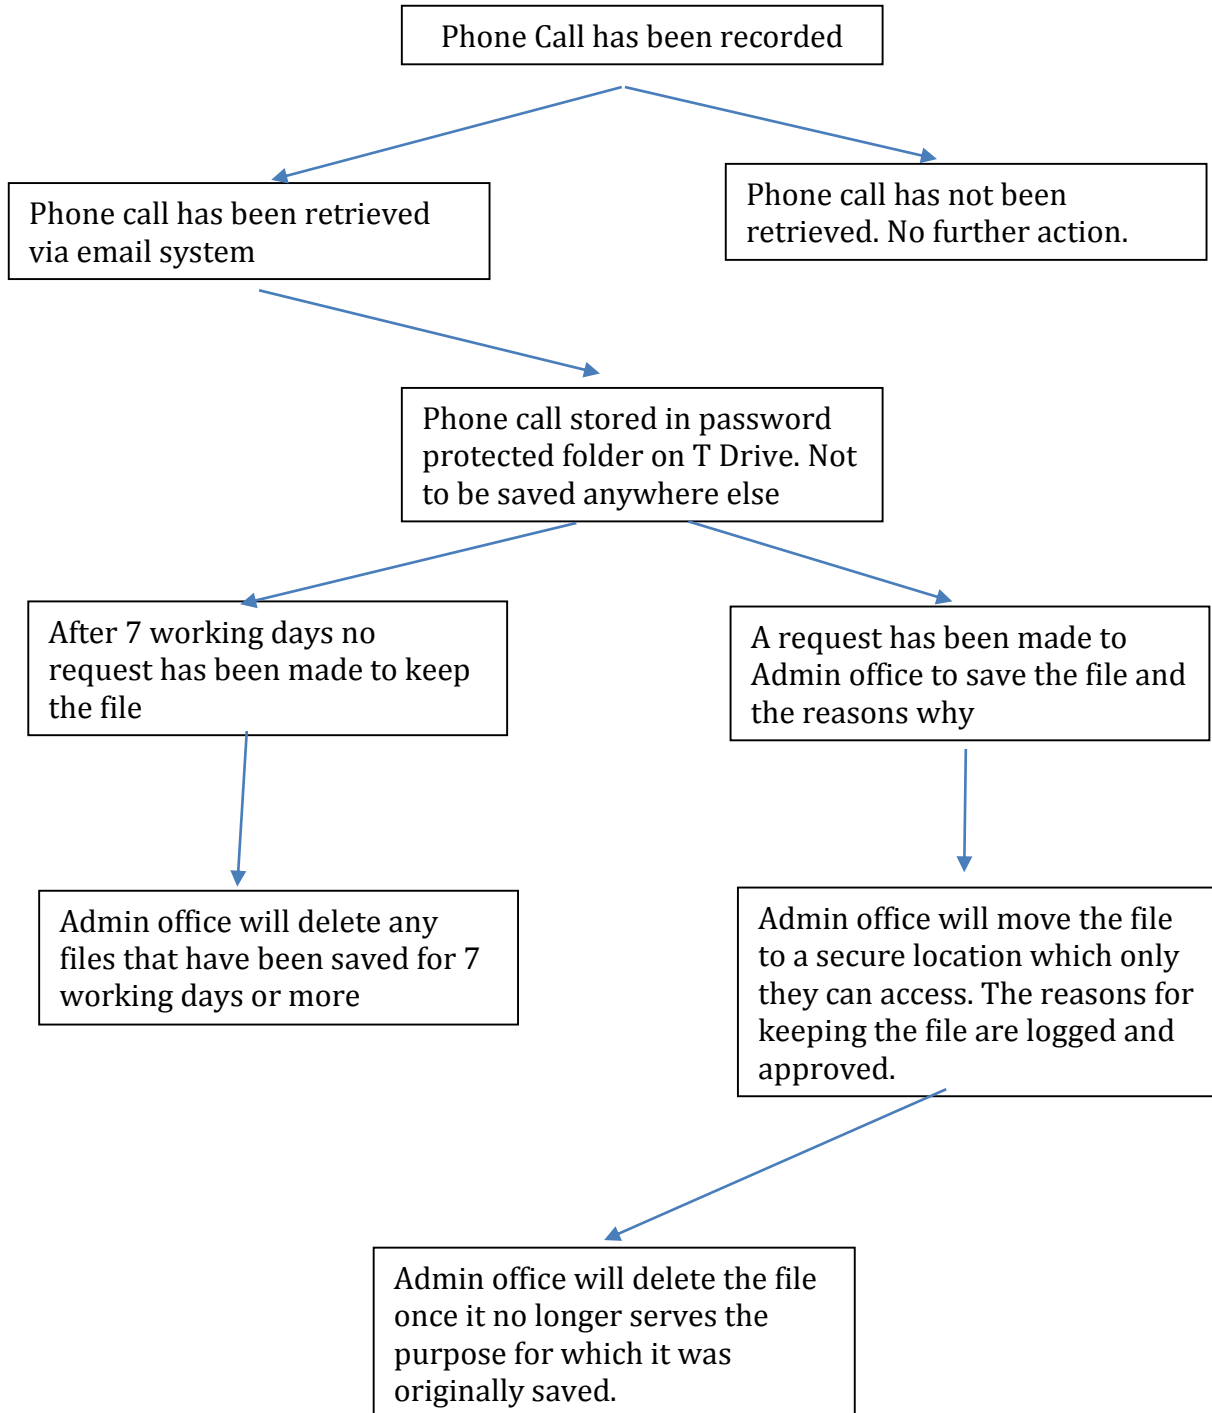 Phone Call has been recorded
Phone call has been retrieved
via email system
Phone call has not been
retrieved. No further action.
Phone call stored in password
protected folder on T Drive. Not
to be saved anywhere else
After 7 working days no
request has been made to keep
the file
A request has been made to
Admin office to save the file and
the reasons why
Admin office will delete any
files that have been saved for 7
working days or more
Admin office will move the file
to a secure location which only
they can access. The reasons for
keeping the file are logged and
approved.
Admin office will delete the file
once it no longer serves the
purpose for which it was
originally saved.